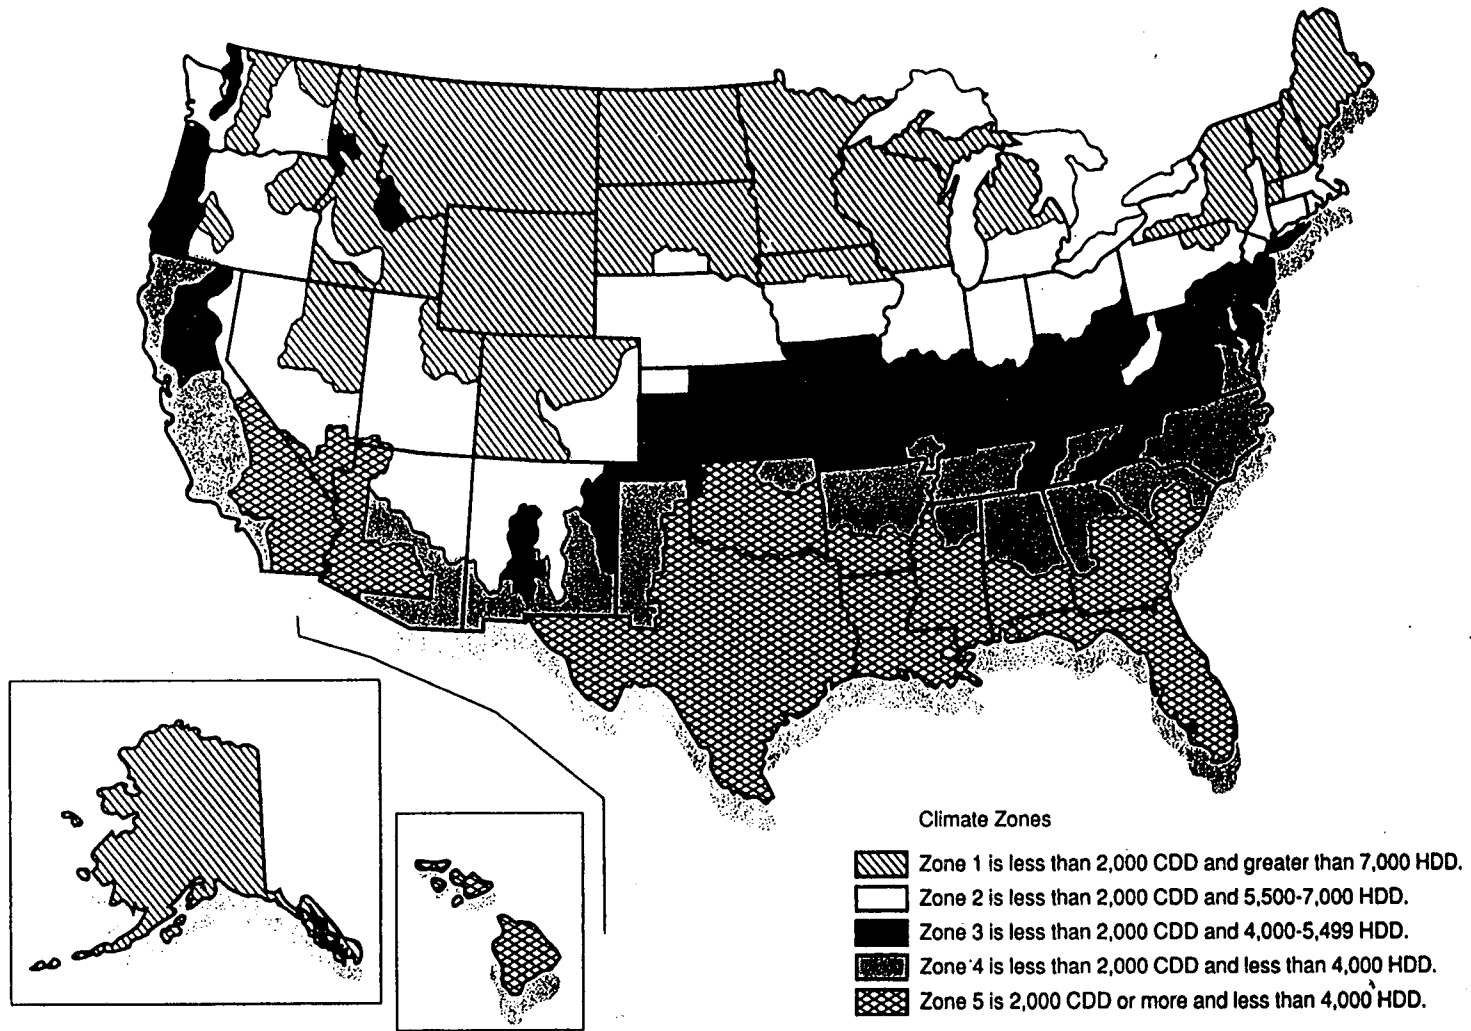 Climate Zones
Zone 1 is less than 2,000 CDD and greater than 7,000 HDD.
Zone 2 is less than 2,000 CDD and 5,500-7,000 HDD.
Zone 3 is less than 2,000 CDD and 4,000-5,499 HDD.
Zone 4 is less than 2,000 CDD and less than 4,000 HDD.
Zone 5 is 2,000 CDD or more and less than 4,000 HDD.